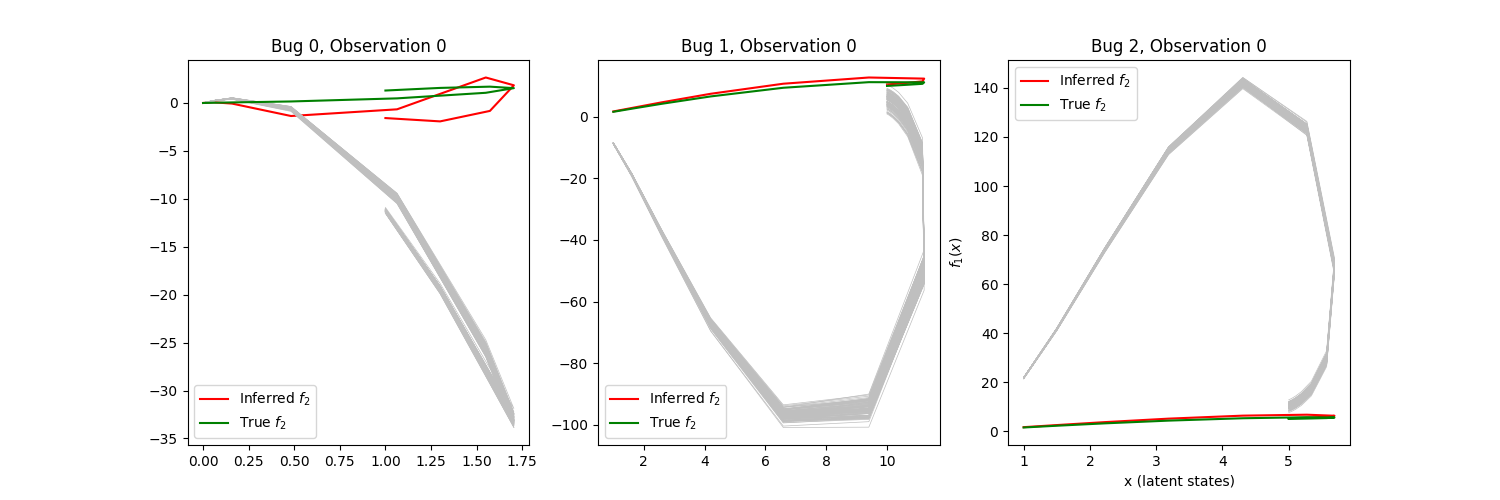 Bug 0, Observation 0
0
−5
−10
−15
−20
−25
−30
−35
Inferred f₂
True f₂
0.00 0.25 0.50 0.75 1.00 1.25 1.50 1.75
Bug 1, Observation 0
0
−20
−40
−60
−80
−100
Inferred f₂
True f₂
2 4 6 8 10
Bug 2, Observation 0
f₁(x)
140
120
100
80
60
40
20
0
Inferred f₂
True f₂
1 2 3 4 5
x (latent states)